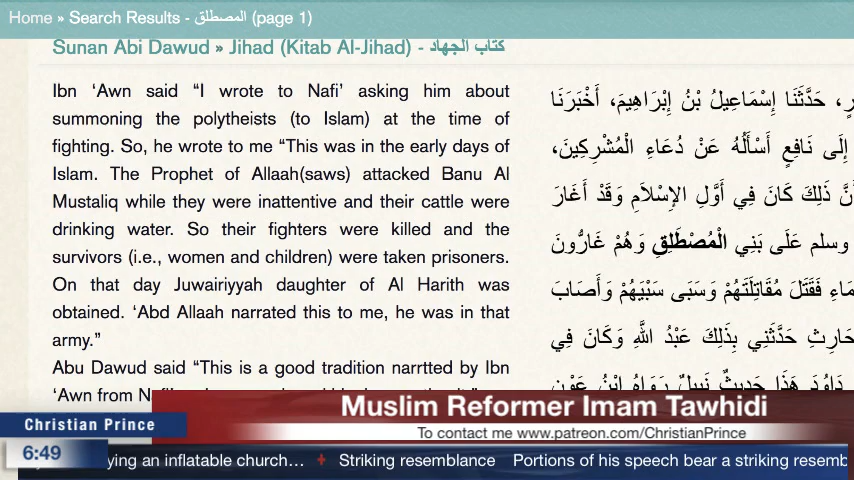 Home » Search Results - المصطلق (page 1)
Sunan Abi Dawud » Jihad (Kitab Al-Jihad) - كتاب الجهاد
Ibn ‘Awn said “I wrote to Nafi’ asking him about
summoning the polytheists (to Islam) at the time of
fighting. So, he wrote to me “This was in the early days of
Islam. The Prophet of Allaah(saws) attacked Banu Al
Mustaliq while they were inattentive and their cattle were
drinking water. So their fighters were killed and the
survivors (i.e., women and children) were taken prisoners.
On that day Juwairiyyah daughter of Al Harith was
obtained. ‘Abd Allaah narrated this to me, he was in that
army.”
Abu Dawud said “This is a good tradition narrtted by Ibn
‘Awn from
حَدَّثَنَا إِسْمَاعِيلُ بْنُ إِبْرَاهِيمَ، أَخْبَرَنَا
إِلَى نَافِعٍ أَسْأَلُهُ عَنْ دُعَاءِ الْمُشْرِكِينَ،
ذَلِكَ كَانَ فِي أَوَّلِ الإِسْلاَمِ وَقَدْ أَغَارَ
وسلم عَلَى بَنِي الْمُصْطَلِقِ وَهُمْ غَارُّونَ
فَقَتَلَ مُقَاتِلَتَهُمْ وَسَبَى سَبْيَهُمْ وَأَصَابَ
حَدَّثَنِي بِذَلِكَ عَبْدُ اللَّهِ وَكَانَ فِي
دَاوُدَ هَذَا حَدِيثٌ نَبِيلٌ رَوَاهُ ابْنُ عَوْنٍ
Muslim Reformer Imam Tawhidi
Christian Prince
To contact me www.patreon.com/ChristianPrince
6:49
ying an inflatable church... Striking resemblance Portions of his speech bear a striking resemb